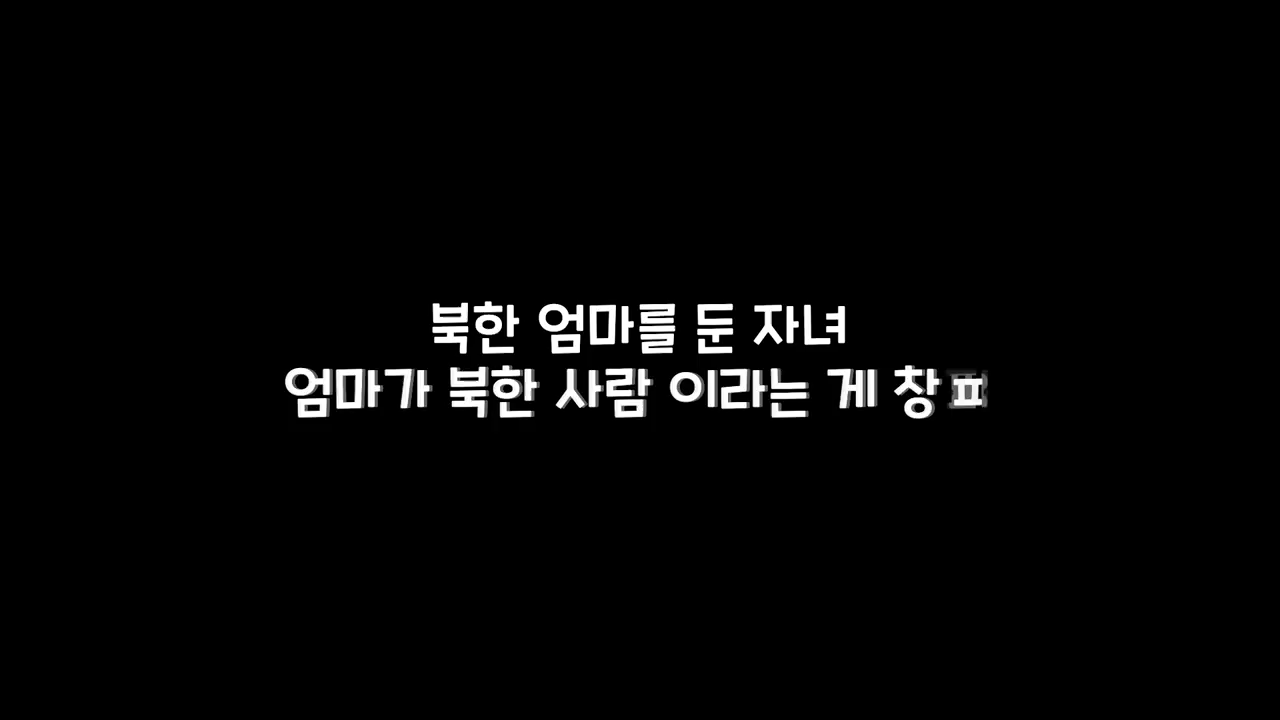 북한 엄마를 둔 자녀
엄마가 북한 사람 이라는 게 창